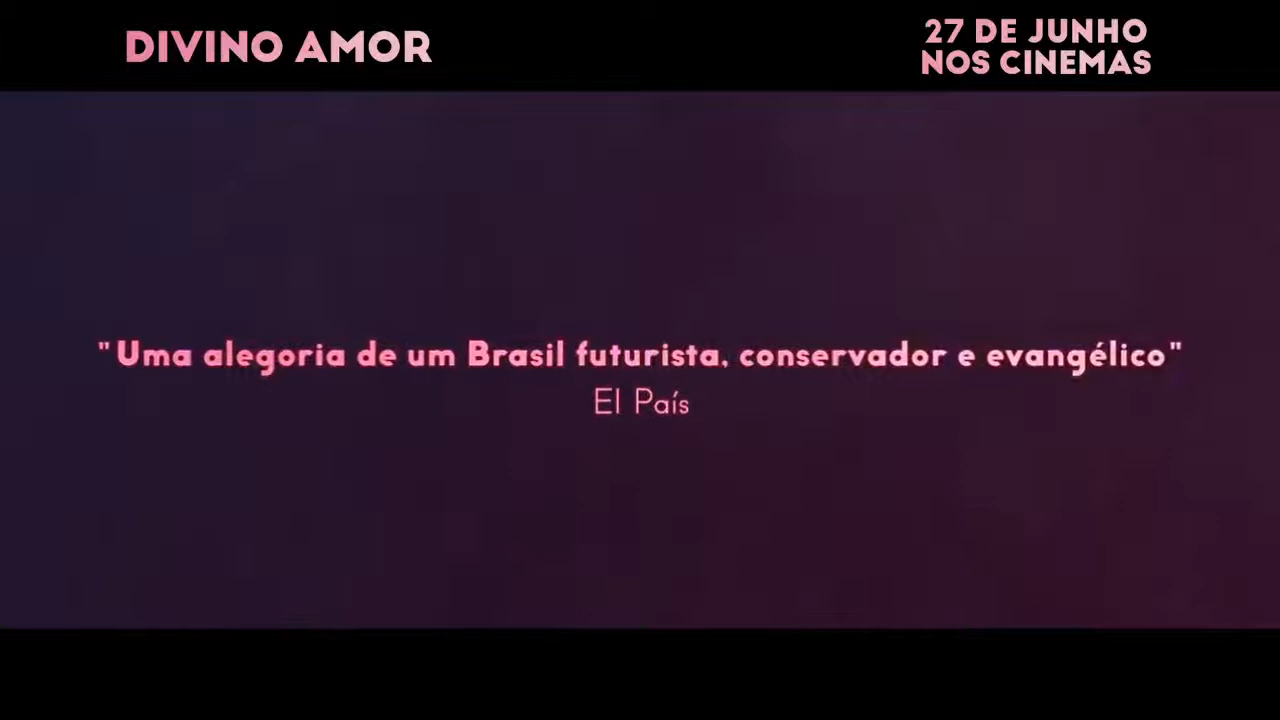 DIVINO AMOR
27 DE JUNHO
NOS CINEMAS
"Uma alegoria de um Brasil futurista, conservador e evangélico"
El País